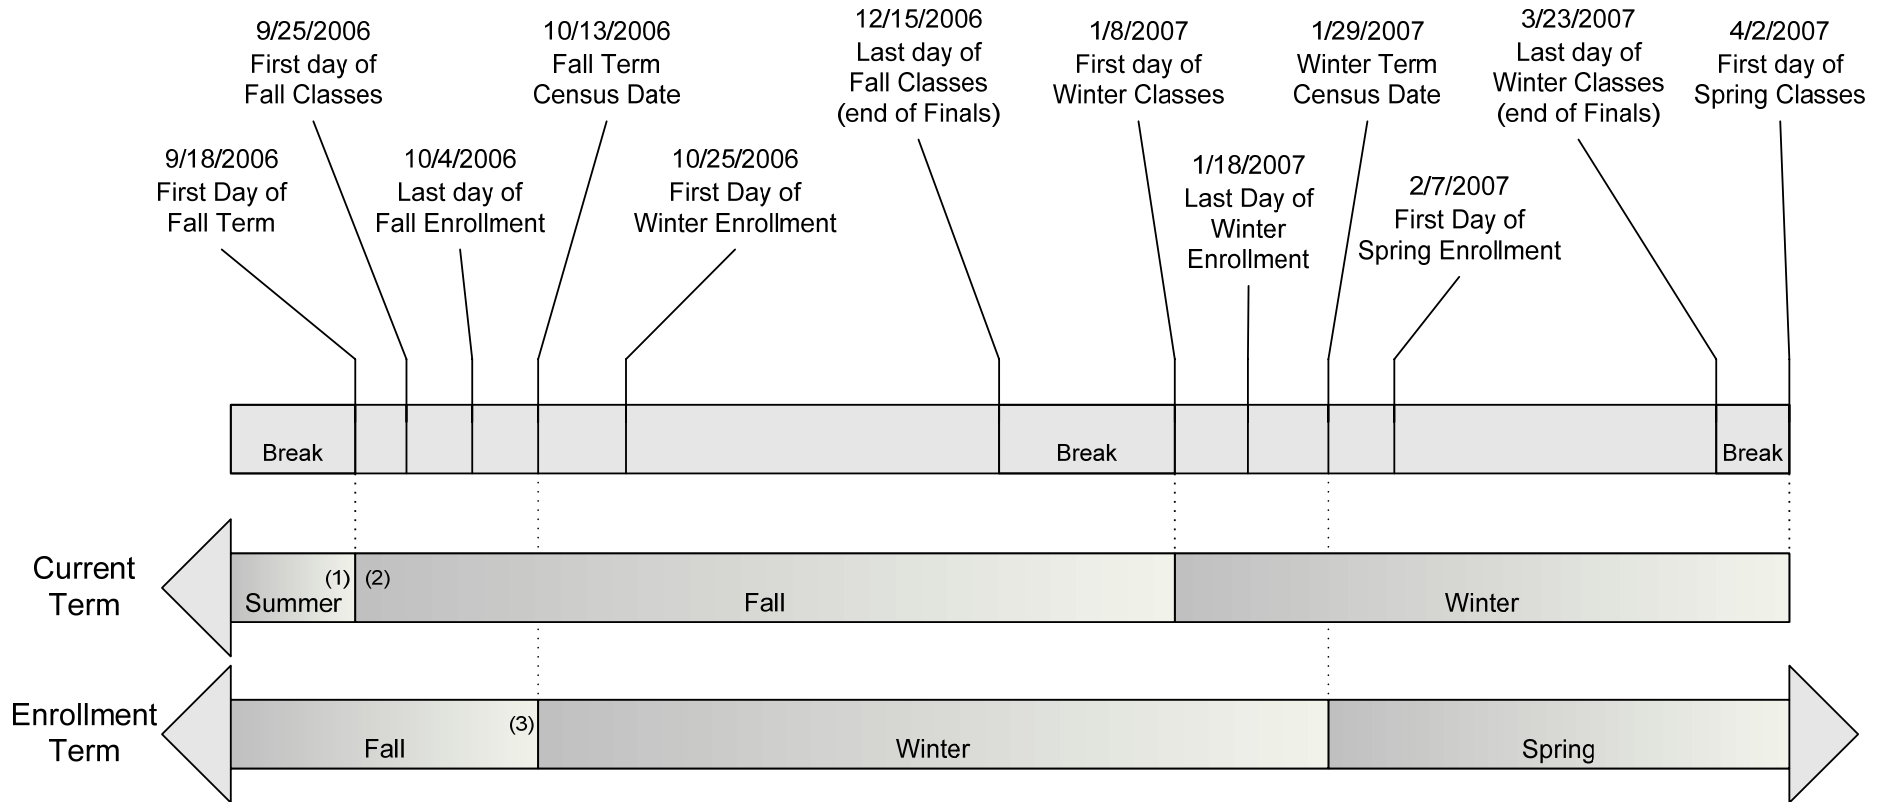 9/25/2006
First day of
Fall Classes
10/13/2006
Fall Term
Census Date
12/15/2006
Last day of
Fall Classes
(end of Finals)
1/8/2007
First day of
Winter Classes
1/29/2007
Winter Term
Census Date
3/23/2007
Last day of
Winter Classes
(end of Finals)
4/2/2007
First day of
Spring Classes
9/18/2006
First Day of
Fall Term
10/4/2006
Last day of
Fall Enrollment
10/25/2006
First Day of
Winter Enrollment
1/18/2007
Last Day of
Winter
Enrollment
2/7/2007
First Day of
Spring Enrollment
Break
Break
Break
Current
Term
(1)
Summer
(2)
Fall
Winter
Enrollment
Term
(3)
Fall
Winter
Spring